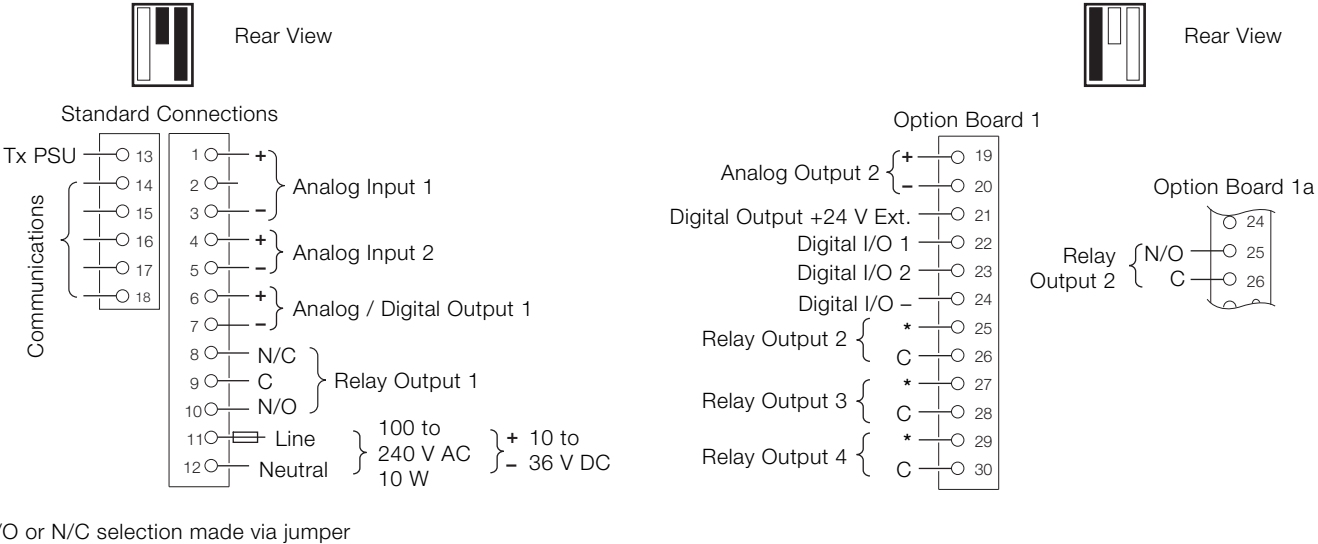 Rear View
Standard Connections
Tx PSU
13
14
15
16
17
18
Communications
1 +
2
3 –
Analog Input 1
4 +
5 –
Analog Input 2
6 +
7 –
Analog / Digital Output 1
8 N/C
9 C
10 N/O
Relay Output 1
11 Line
12 Neutral
100 to
240 V AC
10 W
+ 10 to
– 36 V DC
Rear View
Option Board 1
Analog Output 2
+ 19
– 20
Digital Output +24 V Ext. 21
Digital I/O 1 22
Digital I/O 2 23
Digital I/O – 24
Relay Output 2
* 25
C 26
Relay Output 3
* 27
C 28
Relay Output 4
* 29
C 30
Option Board 1a
24
Relay
Output 2
N/O 25
C 26
/O or N/C selection made via jumper